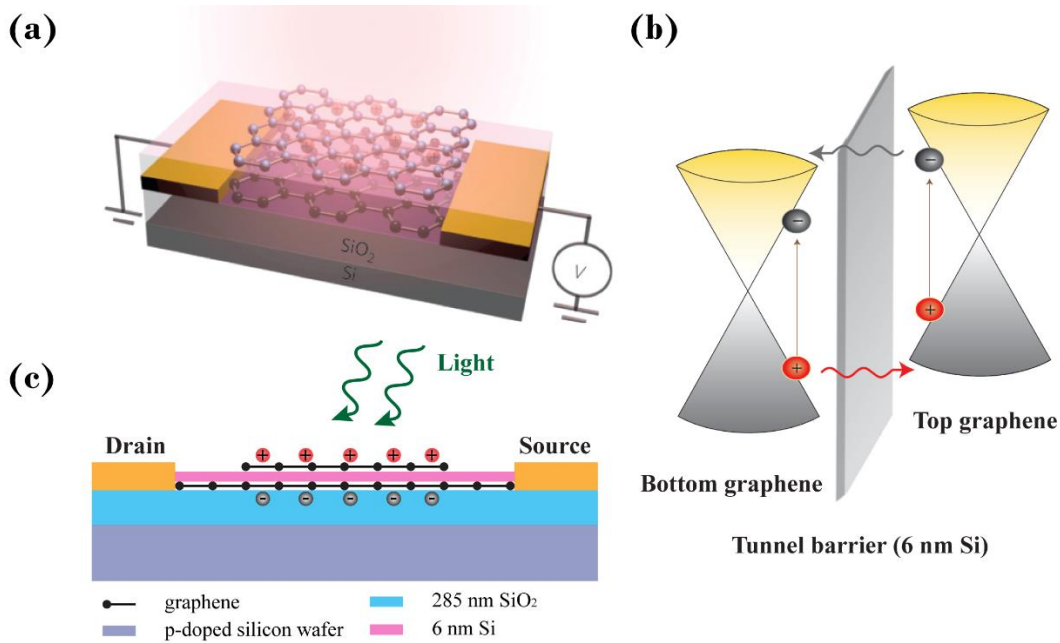 (a)
SiO₂
Si
V
(b)
Top graphene
Bottom graphene
Tunnel barrier (6 nm Si)
(c)
Light
Drain
Source
graphene
285 nm SiO₂
p-doped silicon wafer
6 nm Si